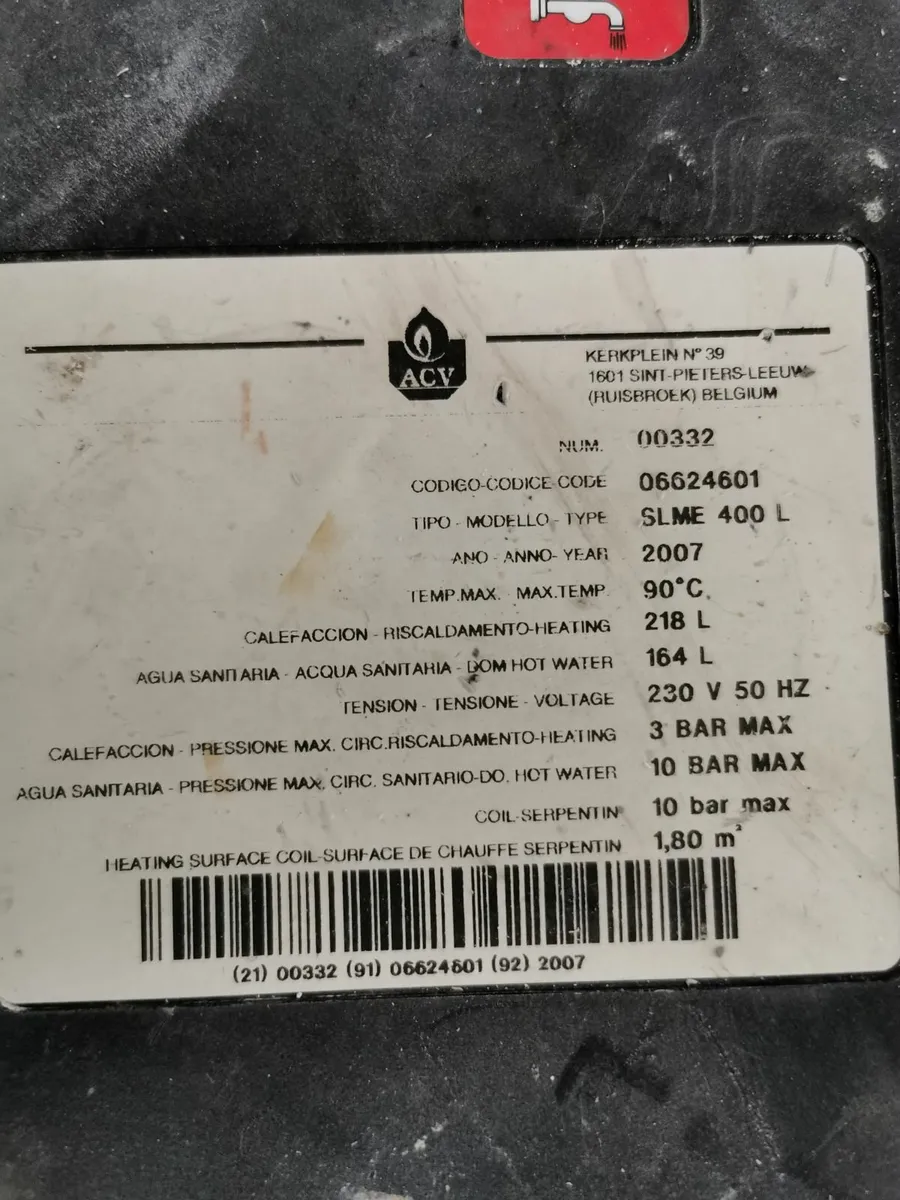 ACV
KERKPLEIN N° 39
1601 SINT-PIETERS-LEEUW
(RUISBROEK) BELGIUM
NUM. 00332
CODIGO-CODICE-CODE 06624601
TIPO - MODELLO - TYPE SLME 400 L
ANO - ANNO- YEAR 2007
TEMP.MAX. MAX.TEMP. 90°C.
CALEFACCION - RISCALDAMENTO-HEATING 218 L
AGUA SANITARIA - ACQUA SANITARIA - DOM HOT WATER 164 L
TENSION - TENSIONE - VOLTAGE 230 V 50 HZ
CALEFACCION - PRESSIONE MAX. CIRC.RISCALDAMENTO-HEATING 3 BAR MAX
AGUA SANITARIA - PRESSIONE MAX. CIRC. SANITARIO-DO. HOT WATER 10 BAR MAX
COIL-SERPENTIN 10 bar max
HEATING SURFACE COIL-SURFACE DE CHAUFFE SERPENTIN 1,80 m²
(21) 00332 (91) 06624601 (92) 2007